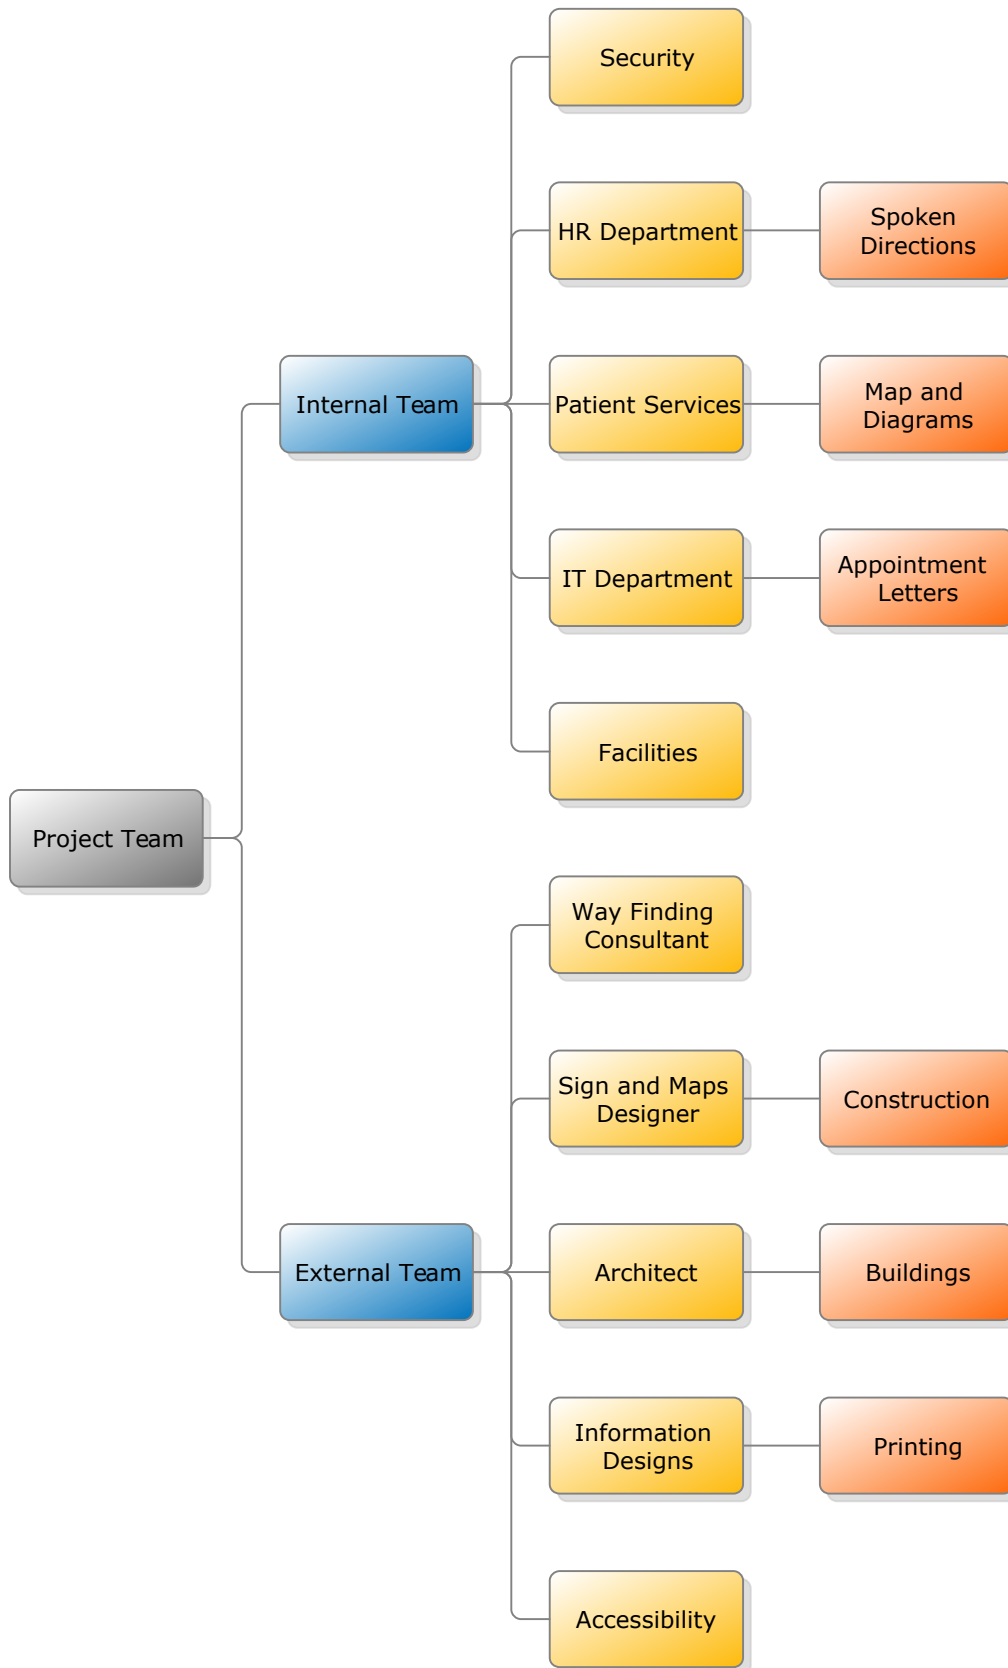 Security
HR Department
Spoken
Directions
Internal Team
Patient Services
Map and
Diagrams
IT Department
Appointment
Letters
Facilities
Project Team
Way Finding
Consultant
Sign and Maps
Designer
Construction
External Team
Architect
Buildings
Information
Designs
Printing
Accessibility